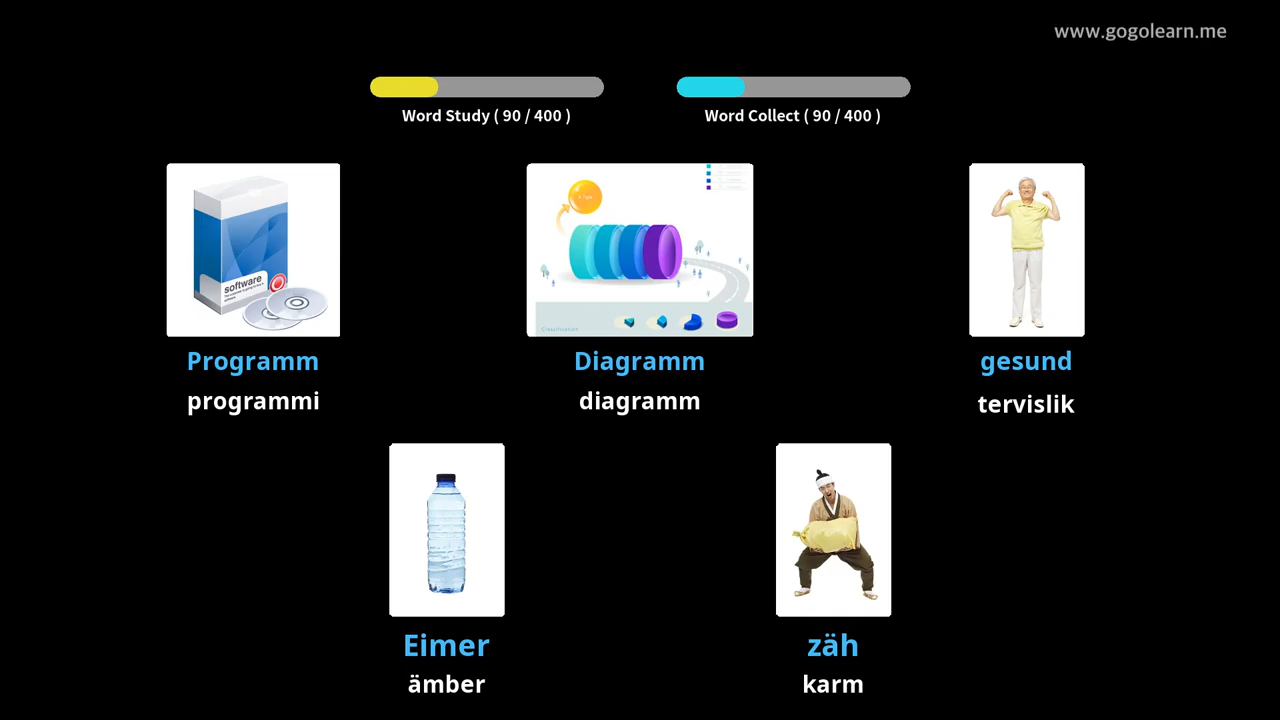 www.gogolearn.me
Word Study ( 90 / 400 )
Word Collect ( 90 / 400 )
software
Programm
programmi
Diagramm
diagramm
gesund
tervislik
Eimer
ämber
zäh
karm